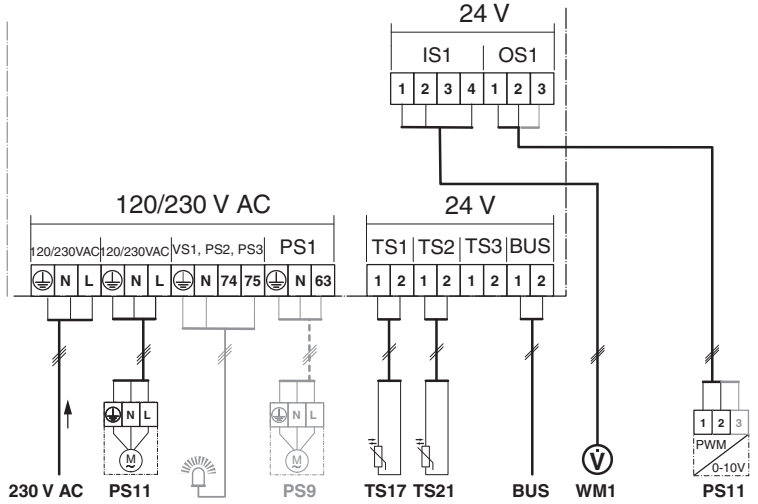 24 V
IS1 OS1
1 2 3 4 1 2 3
120/230 V AC 24 V
120/230VAC 120/230VAC VS1, PS2, PS3 PS1 TS1 TS2 TS3 BUS
N L N L N 74 75 N 63 1 2 1 2 1 2 1 2
N L N L 1 2 3
M ~ M ~ V̇ PWM
0-10V
230 V AC PS11 PS9 TS17 TS21 BUS WM1 PS11